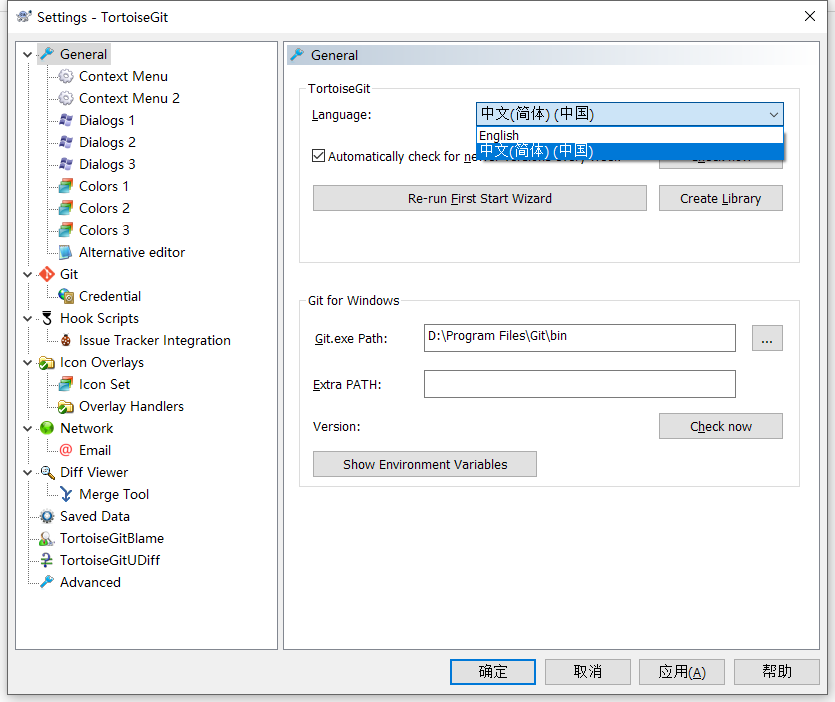 Settings - TortoiseGit
General
Context Menu
Context Menu 2
Dialogs 1
Dialogs 2
Dialogs 3
Colors 1
Colors 2
Colors 3
Alternative editor
Git
Credential
Hook Scripts
Issue Tracker Integration
Icon Overlays
Icon Set
Overlay Handlers
Network
Email
Diff Viewer
Merge Tool
Saved Data
TortoiseGitBlame
TortoiseGitUDiff
Advanced
General
TortoiseGit
Language:
中文(简体) (中国)
English
中文(简体) (中国)
Automatically check for
Re-run First Start Wizard
Create Library
Git for Windows
Git.exe Path:
D:\Program Files\Git\bin
...
Extra PATH:
Version:
Check now
Show Environment Variables
确定
取消
应用(A)
帮助